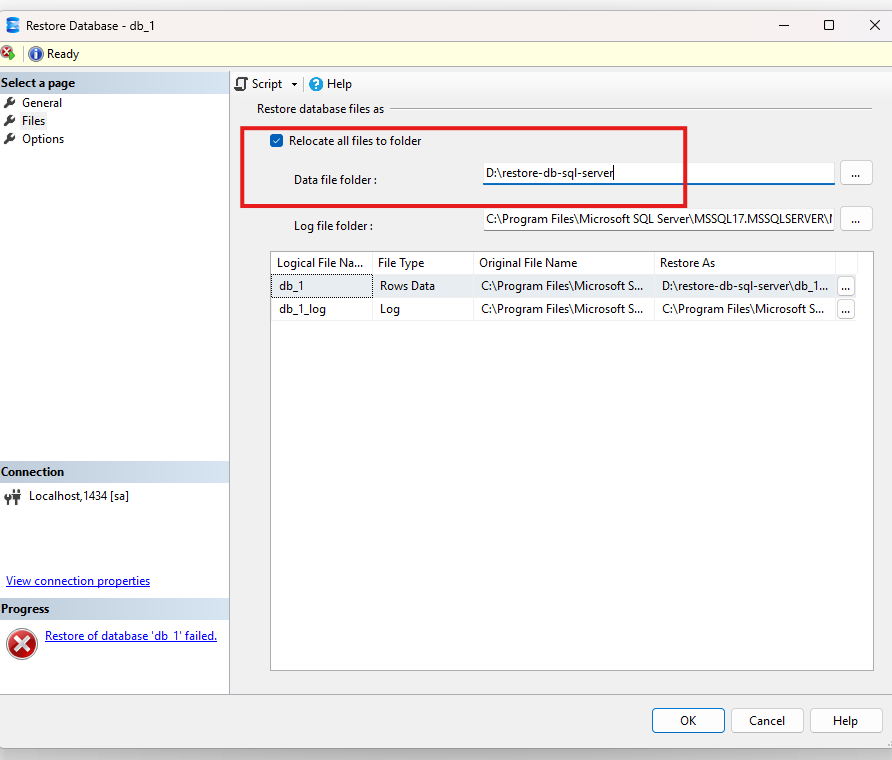 Restore Database - db_1
Ready
Select a page
General
Files
Options
Script
Help
Restore database files as
Relocate all files to folder
Data file folder :
D:\restore-db-sql-server
...
Log file folder :
C:\Program Files\Microsoft SQL Server\MSSQL17.MSSQLSERVER\
...
Logical File Na... File Type Original File Name Restore As
db_1 Rows Data C:\Program Files\Microsoft S... D:\restore-db-sql-server\db_1... ...
db_1_log Log C:\Program Files\Microsoft S... C:\Program Files\Microsoft S... ...
Connection
Localhost,1434 [sa]
View connection properties
Progress
Restore of database 'db_1' failed.
OK Cancel Help